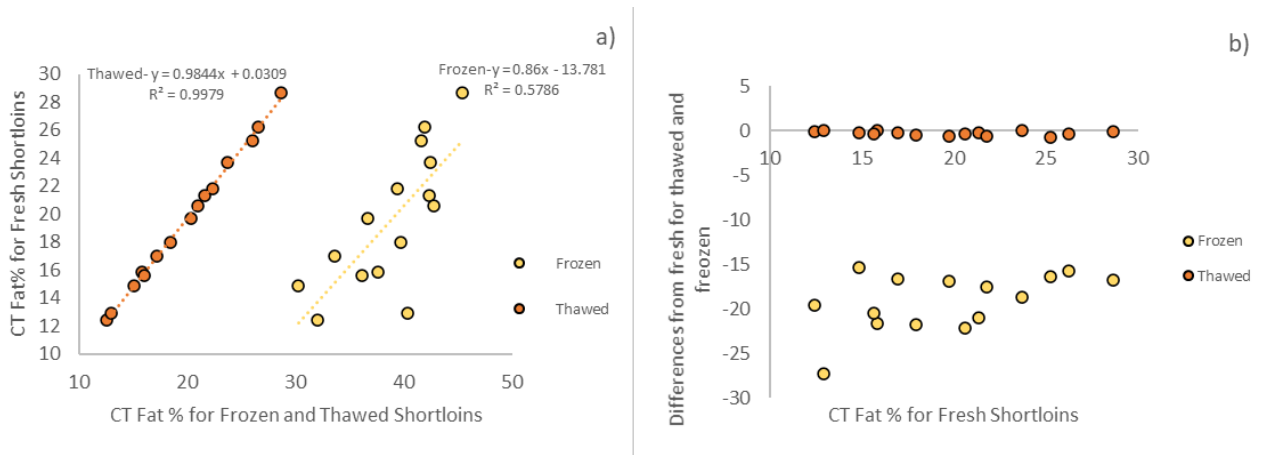 a)
Thawed- y = 0.9844x + 0.0309
R² = 0.9979
Frozen-y = 0.86x - 13.781
R² = 0.5786
CT Fat% for Fresh Shortloins
30
28
26
24
22
20
18
16
14
12
10
10 20 30 40 50
Frozen
Thawed
CT Fat % for Frozen and Thawed Shortloins
b)
Differences from fresh for thawed and
freozen
5
0
-5
-10
-15
-20
-25
-30
10 15 20 25 30
Frozen
Thawed
CT Fat % for Fresh Shortloins